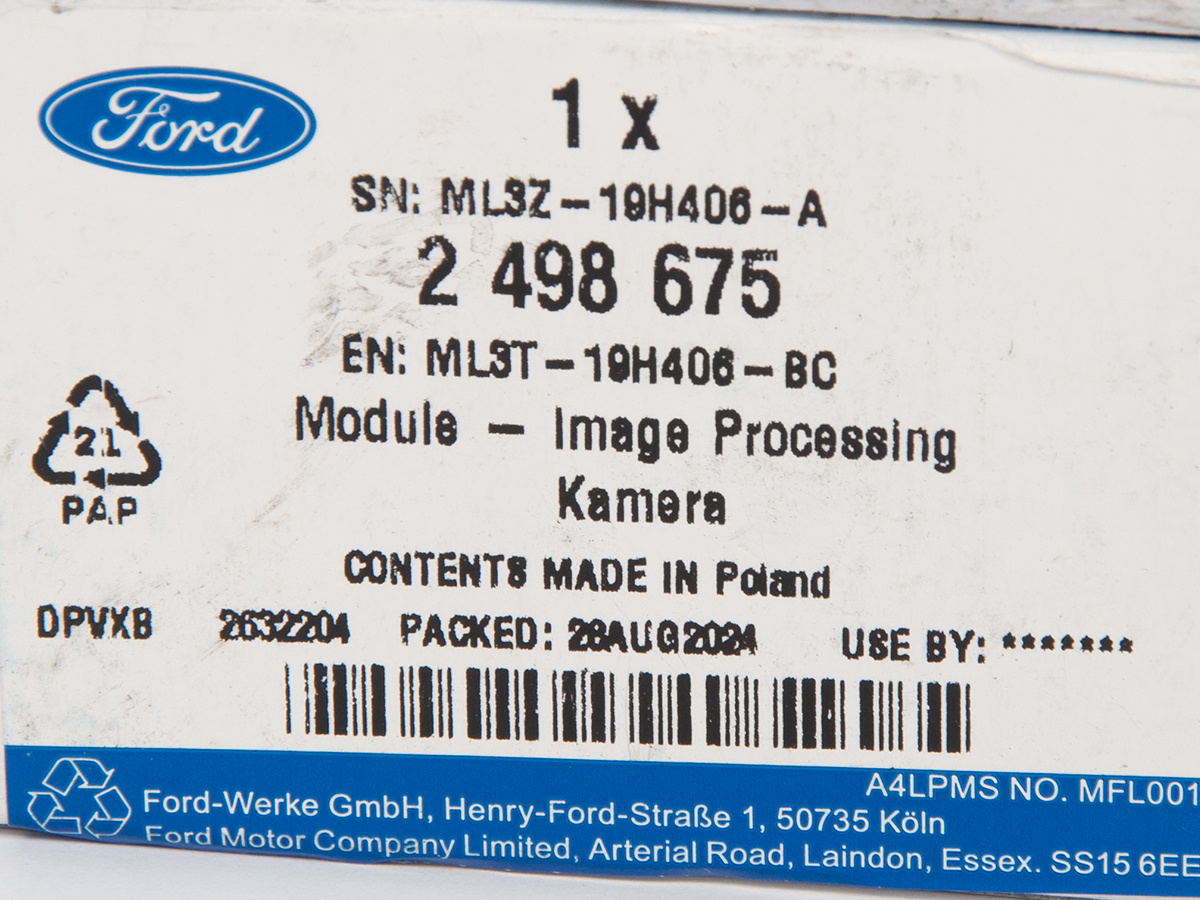 Ford
1 x
SN: ML3Z-19H406-A
2 498 675
EN: ML3T-19H406-BC
Module - Image Processing
Kamera
21
PAP
CONTENTS MADE IN Poland
DPVXB 2632204 PACKED: 28AUG2024 USE BY: *******
A4LPMS NO. MFL001
Ford-Werke GmbH, Henry-Ford-Straße 1, 50735 Köln
Ford Motor Company Limited, Arterial Road, Laindon, Essex. SS15 6EE